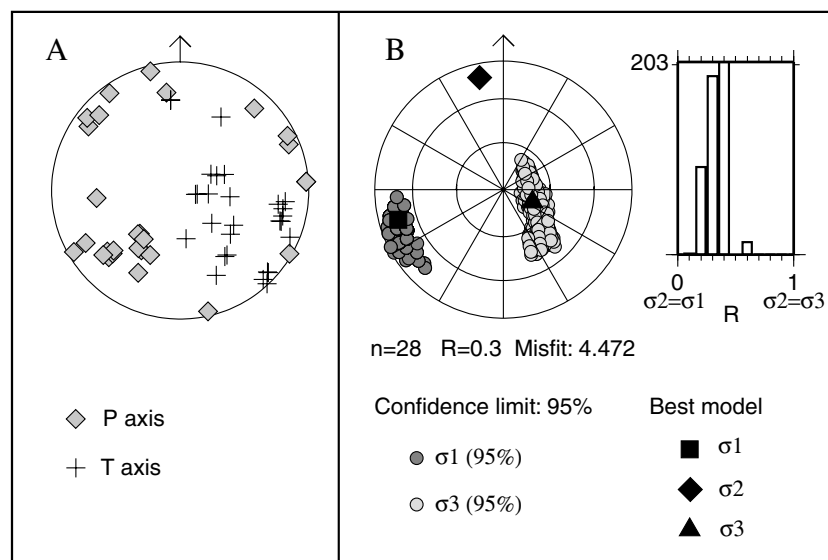 A
B
203
0 1
σ2=σ1 σ2=σ3
R
n=28 R=0.3 Misfit: 4.472
P axis
T axis
Confidence limit: 95%
σ1 (95%)
σ3 (95%)
Best model
σ1
σ2
σ3